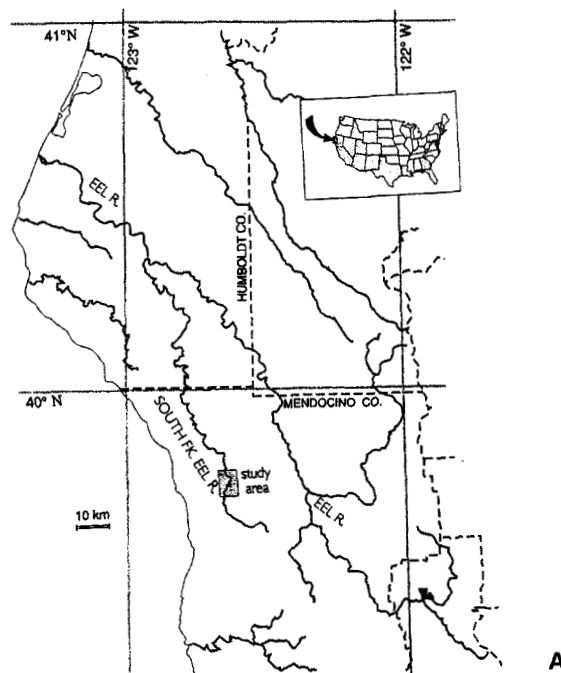 41°N
123° W
122° W
EEL R.
HUMBOLDT CO.
40° N
MENDOCINO CO.
SOUTH FK. EEL R.
study
area
EEL R.
10 km
A